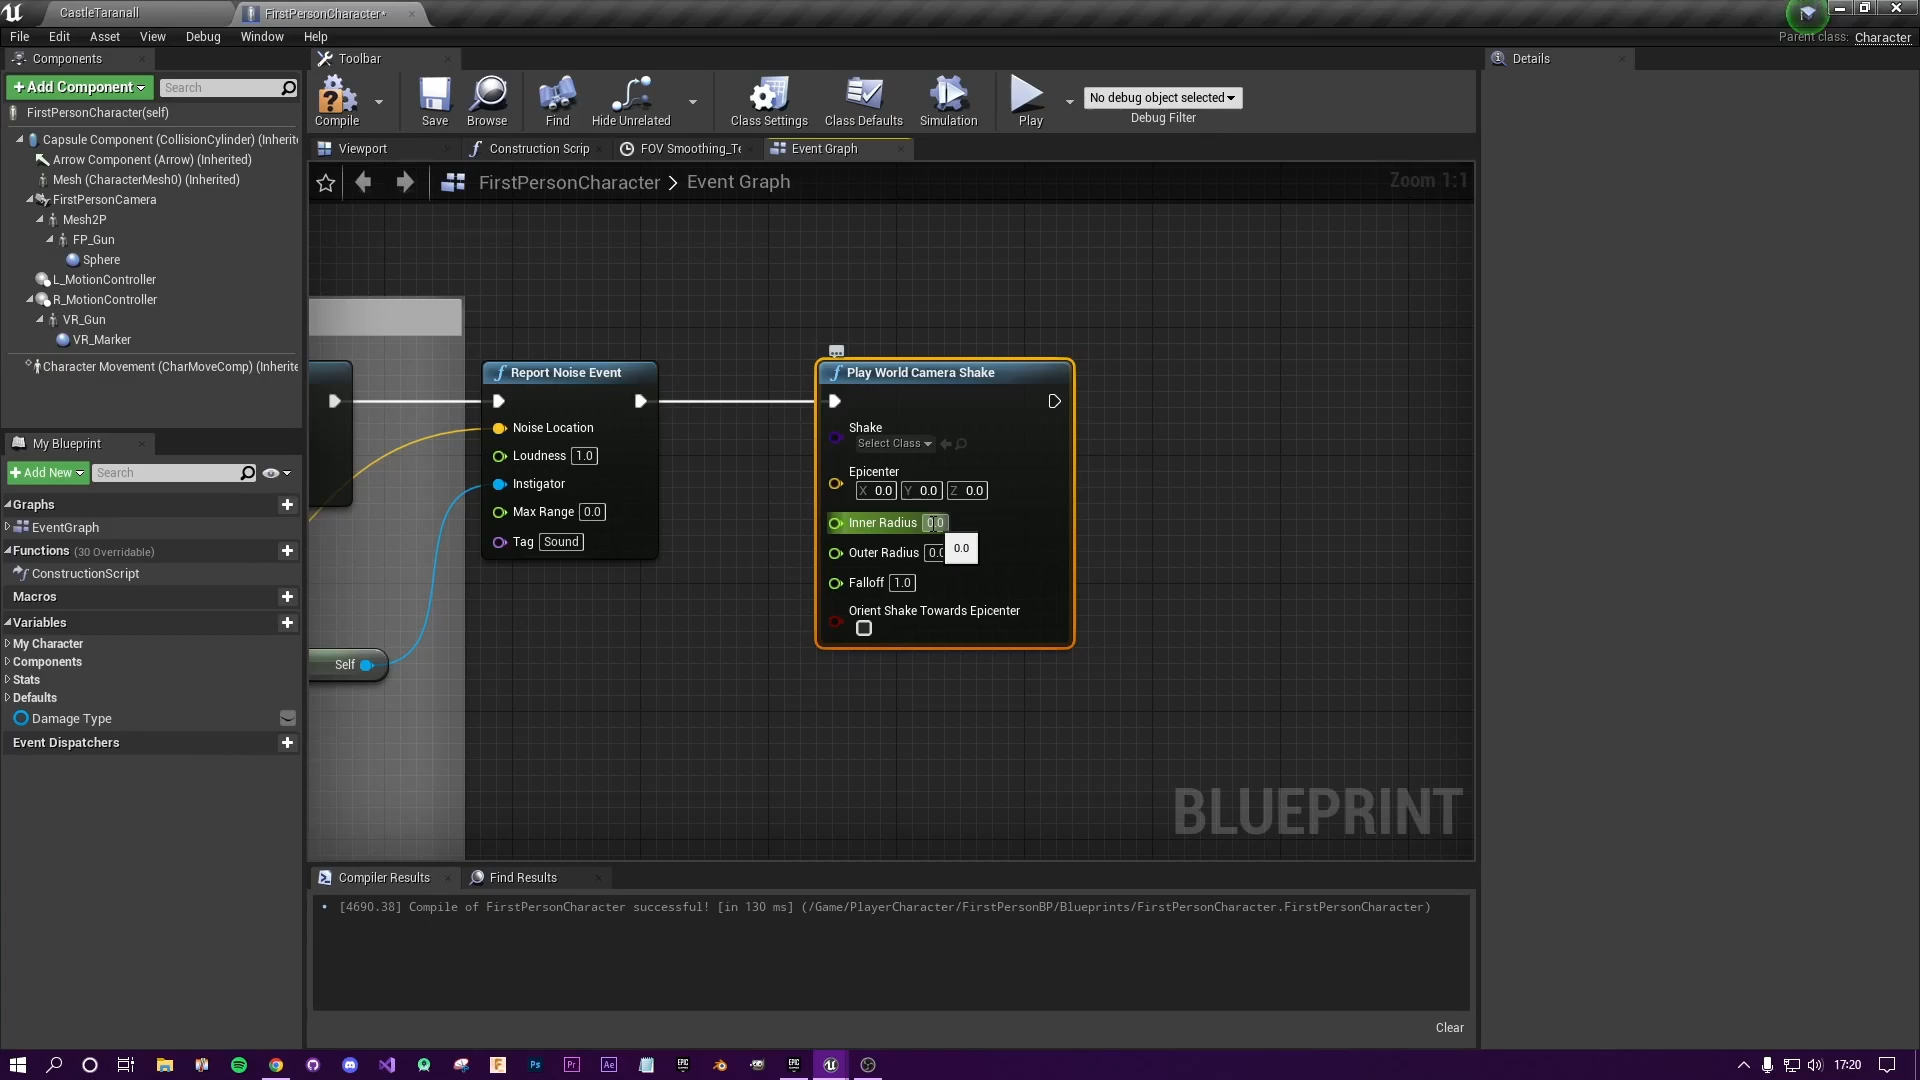 CastleTaranall
FirstPersonCharacter*
File Edit Asset View Debug Window Help
Parent class: Character
Components
+Add Component
Search
FirstPersonCharacter(self)
Capsule Component (CollisionCylinder) (Inherit
Arrow Component (Arrow) (Inherited)
Mesh (CharacterMesh0) (Inherited)
FirstPersonCamera
Mesh2P
FP_Gun
Sphere
L_MotionController
R_MotionController
VR_Gun
VR_Marker
Character Movement (CharMoveComp) (Inherite
My Blueprint
+Add New
Search
Graphs
EventGraph
Functions (30 Overridable)
ConstructionScript
Macros
Variables
My Character
Components
Stats
Defaults
Damage Type
Event Dispatchers
Toolbar
Compile
Save
Browse
Find
Hide Unrelated
Class Settings
Class Defaults
Simulation
Play
No debug object selected
Debug Filter
Viewport
Construction Scrip
FOV Smoothing_Te
Event Graph
FirstPersonCharacter > Event Graph
Zoom 1:1
Self
Report Noise Event
Noise Location
Loudness 1.0
Instigator
Max Range 0.0
Tag Sound
Play World Camera Shake
Shake
Select Class
Epicenter
X 0.0 Y 0.0 Z 0.0
Inner Radius 0.0
0.0
Outer Radius 0.0
Falloff 1.0
Orient Shake Towards Epicenter
BLUEPRINT
Compiler Results
Find Results
[4690.38] Compile of FirstPersonCharacter successful! [in 130 ms] (/Game/PlayerCharacter/FirstPersonBP/Blueprints/FirstPersonCharacter.FirstPersonCharacter)
Clear
Details
17:20